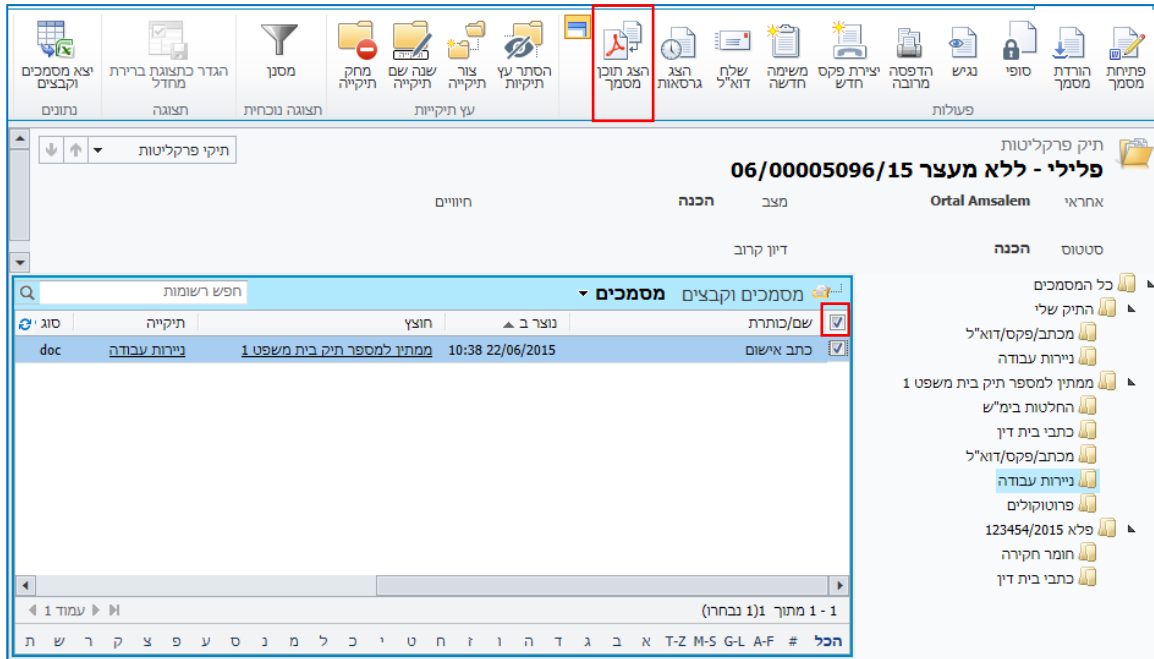 פתיחת מסמך
הורדת מסמך
סופי
נגיש
הדפסה מרובה
יצירת פקס חדש
משימה חדשה
שלח דוא"ל
הצג גרסאות
הצג תוכן מסמך
הסתר עץ תיקיות
צור תיקייה
שנה שם תיקייה
מחק תיקייה
מסנן
הגדר כתצוגת ברירת מחדל
יצא מסמכים וקבצים
פעולות
עץ תיקיות
תצוגה נוכחית
תצוגה
נתונים
תיק פרקליטות
תיקי פרקליטות
פלילי - ללא מעצר 06/00005096/15
אחראי Ortal Amsalem מצב הכנה חיוויים
סטטוס הכנה דיון קרוב
כל המסמכים
התיק שלי
מכתב/פקס/דוא"ל
ניירות עבודה
ממתין למספר תיק בית משפט 1
החלטות בימ"ש
כתבי בית דין
מכתב/פקס/דוא"ל
ניירות עבודה
פרוטוקולים
פלא 123454/2015
חומר חקירה
כתבי בית דין
מסמכים וקבצים מסמכים חפש רשומות
שם/כותרת נוצר ב חוצץ תיקייה סוג
כתב אישום 22/06/2015 10:38 ממתין למספר תיק בית משפט 1 ניירות עבודה doc
1 - 1 מתוך 1(1 נבחרו) עמוד 1
הכל # A-F G-L M-S T-Z א ב ג ד ה ו ז ח ט י כ ל מ נ ס ע פ צ ק ר ש ת